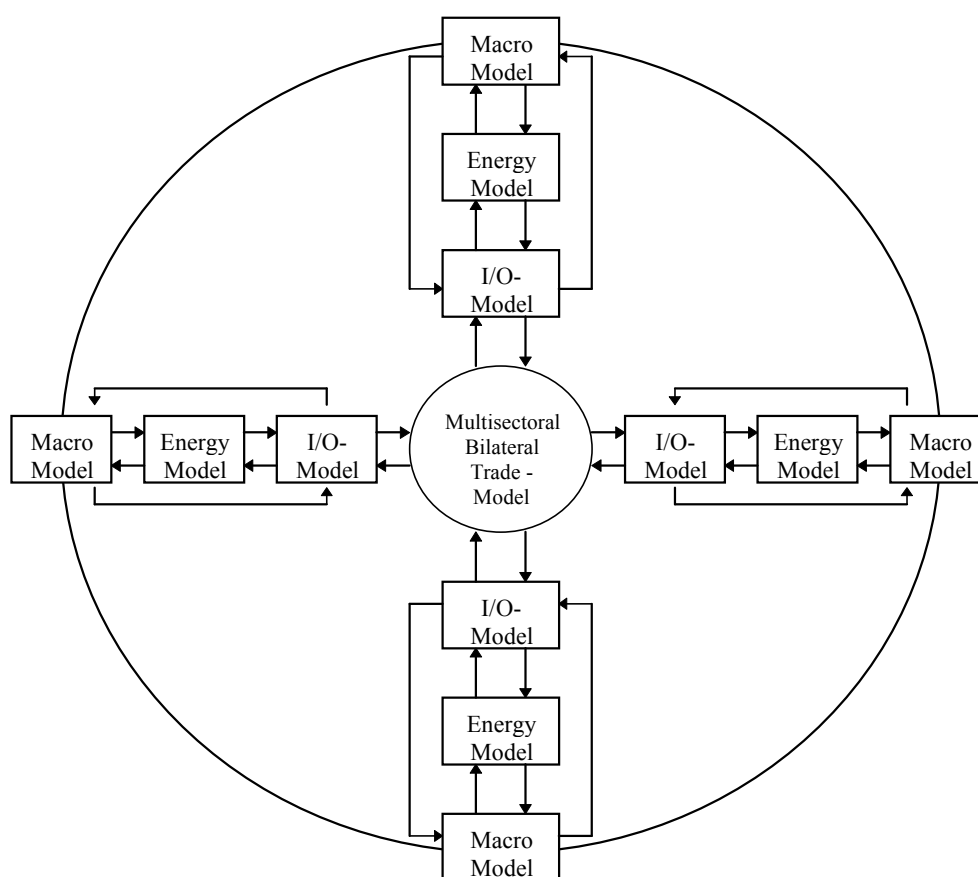 Macro
Model
Energy
Model
I/O-
Model
Macro
Model
Energy
Model
I/O-
Model
Multisectoral
Bilateral
Trade -
Model
I/O-
Model
Energy
Model
Macro
Model
I/O-
Model
Energy
Model
Macro
Model